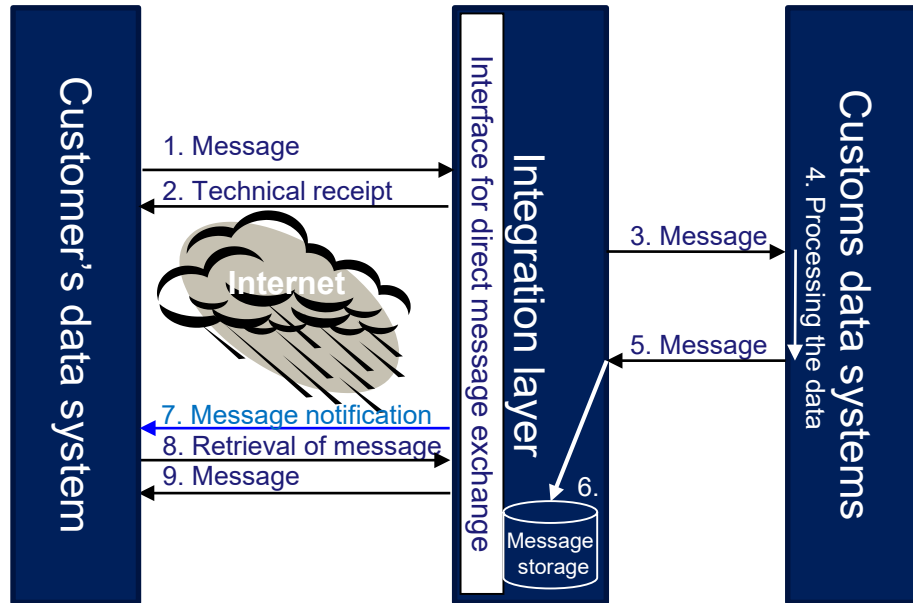 Customer’s data system
1. Message
2. Technical receipt
Internet
7. Message notification
8. Retrieval of message
9. Message
Interface for direct message exchange
Integration layer
3. Message
5. Message
6.
Message
storage
4. Processing the data
Customs data systems